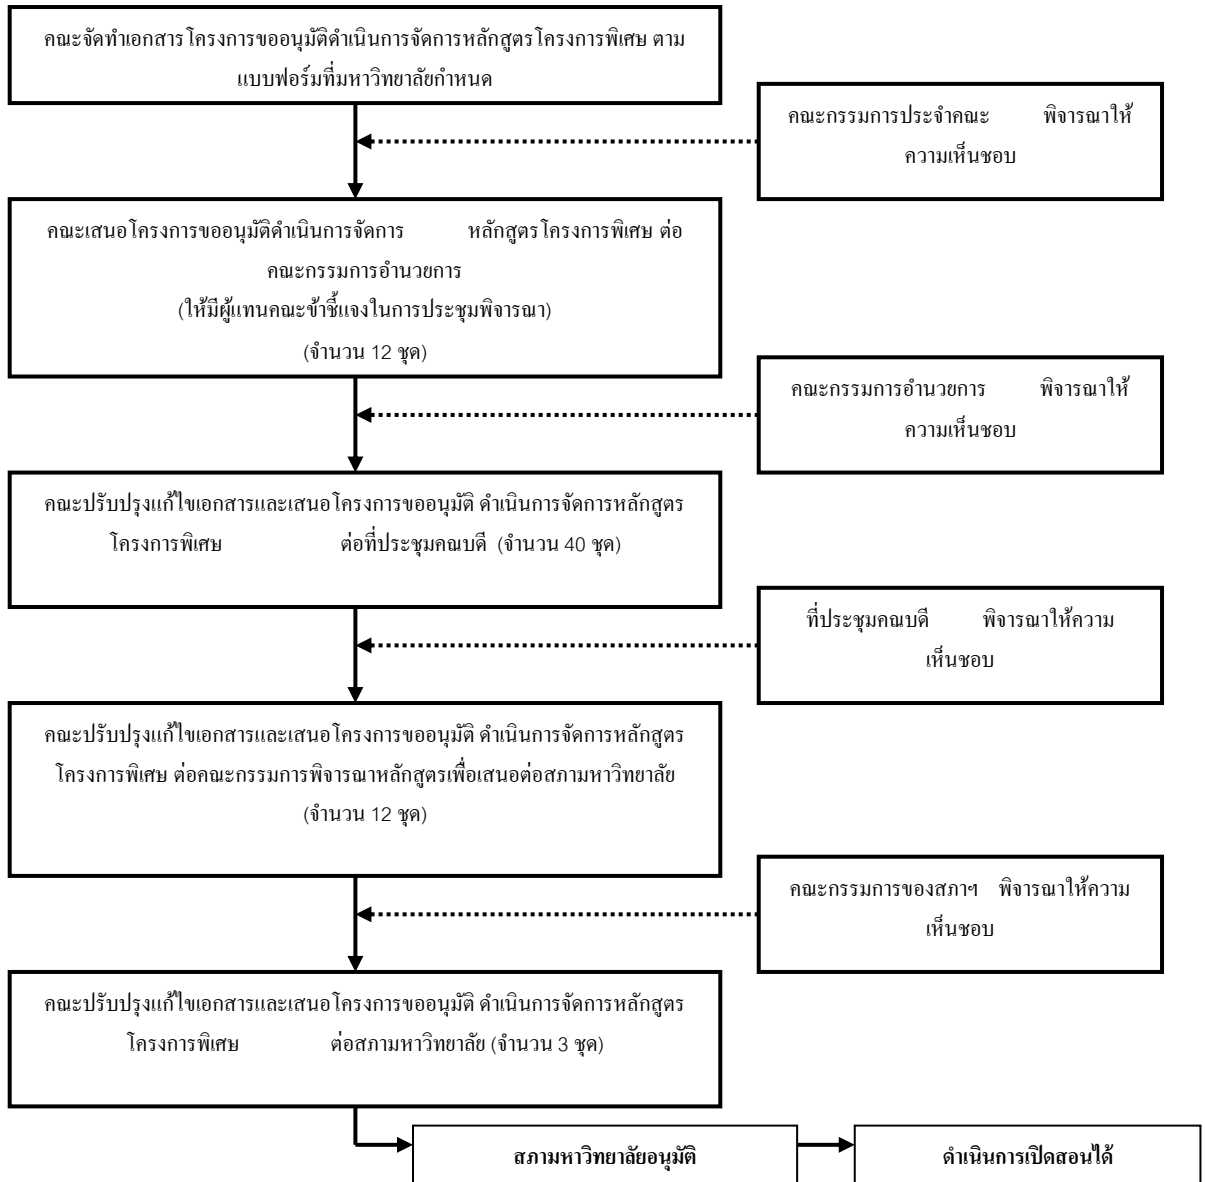 คณะจัดทำเอกสารโครงการขออนุมัติดำเนินการจัดการหลักสูตรโครงการพิเศษ ตาม
แบบฟอร์มที่มหาวิทยาลัยกำหนด
คณะกรรมการประจำคณะ พิจารณาให้
ความเห็นชอบ
คณะเสนอโครงการขออนุมัติดำเนินการจัดการ หลักสูตรโครงการพิเศษ ต่อ
คณะกรรมการอำนวยการ
(ให้มีผู้แทนคณะข้าชี้แจงในการประชุมพิจารณา)
(จำนวน 12 ชุด)
คณะกรรมการอำนวยการ พิจารณาให้
ความเห็นชอบ
คณะปรับปรุงแก้ไขเอกสารและเสนอโครงการขออนุมัติ ดำเนินการจัดการหลักสูตร
โครงการพิเศษ ต่อที่ประชุมคณบดี (จำนวน 40 ชุด)
ที่ประชุมคณบดี พิจารณาให้ความ
เห็นชอบ
คณะปรับปรุงแก้ไขเอกสารและเสนอโครงการขออนุมัติ ดำเนินการจัดการหลักสูตร
โครงการพิเศษ ต่อคณะกรรมการพิจารณาหลักสูตรเพื่อเสนอต่อสภามหาวิทยาลัย
(จำนวน 12 ชุด)
คณะกรรมการของสภาฯ พิจารณาให้ความ
เห็นชอบ
คณะปรับปรุงแก้ไขเอกสารและเสนอโครงการขออนุมัติ ดำเนินการจัดการหลักสูตร
โครงการพิเศษ ต่อสภามหาวิทยาลัย (จำนวน 3 ชุด)
สภามหาวิทยาลัยอนุมัติ
ดำเนินการเปิดสอนได้